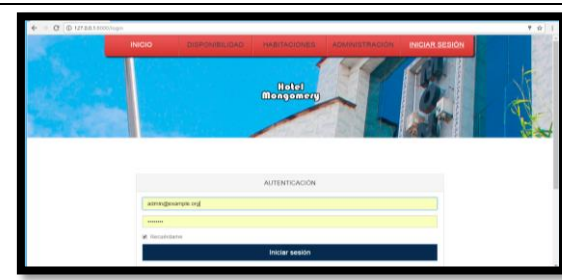 127.0.0.1:8000/login
INICIO DISPONIBILIDAD HABITACIONES ADMINISTRACIÓN INICIAR SESIÓN
Hotel
Mongomery
AUTENTICACIÓN
admin@example.org
••••••••
Recuérdame
Iniciar sesión